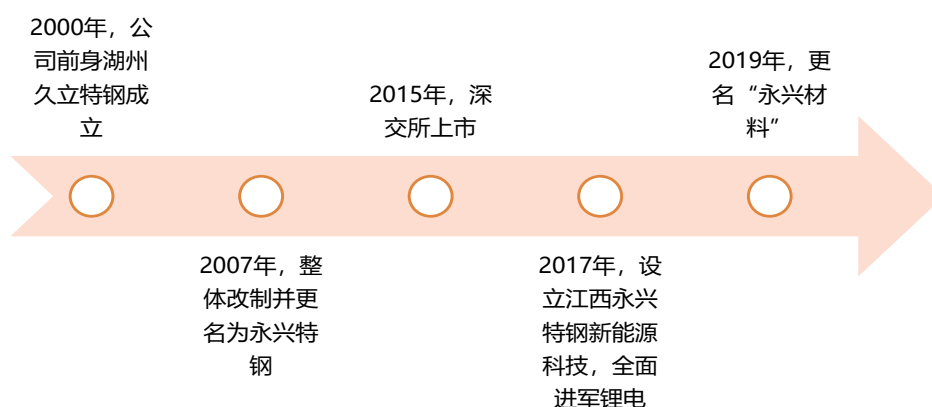 2000年，公
司前身湖州
久立特钢成
立
2007年，整
体改制并更
名为永兴特
钢
2015年，深
交所上市
2017年，设
立江西永兴
特钢新能源
科技，全面
进军锂电
2019年，更
名“永兴材
料”